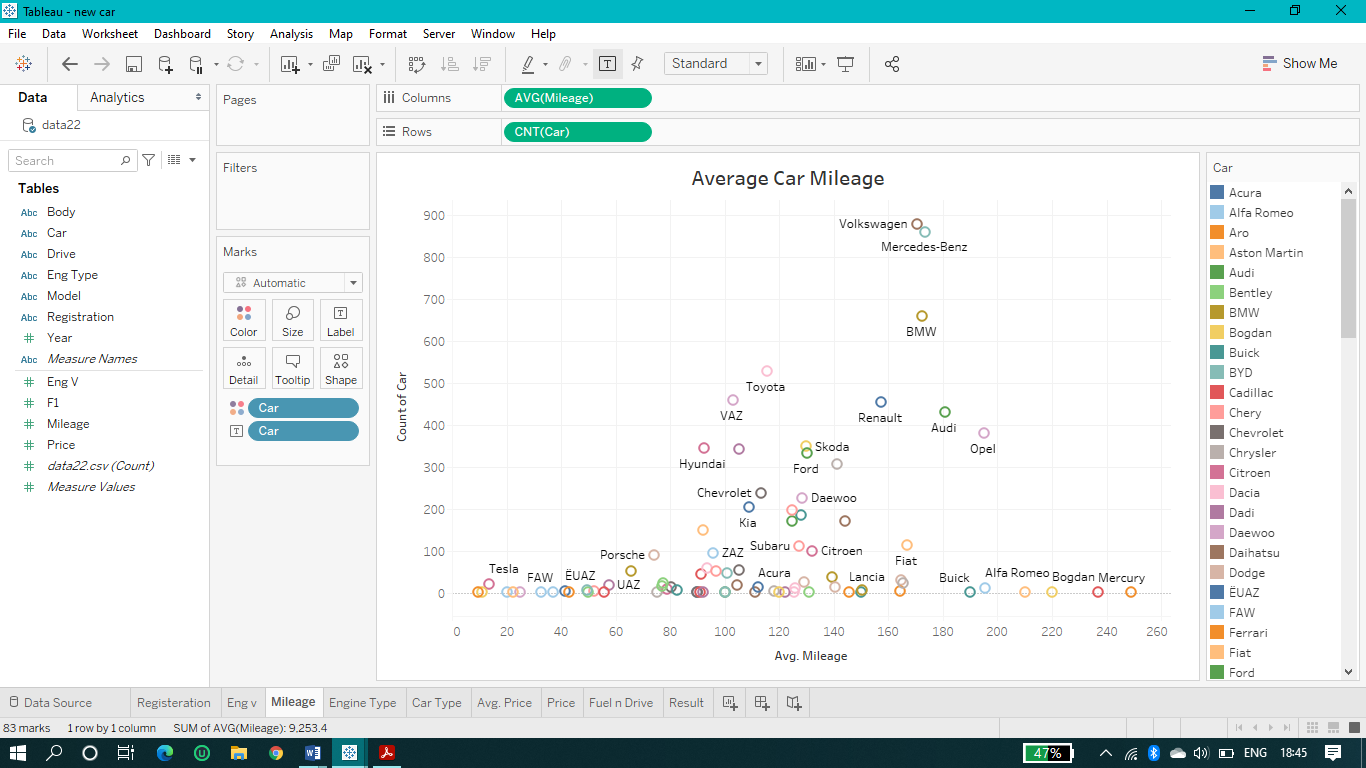 Tableau - new car
File Data Worksheet Dashboard Story Analysis Map Format Server Window Help
Standard
Show Me
Data Analytics
data22
Search
Tables
Abc Body
Abc Car
Abc Drive
Abc Eng Type
Abc Model
Abc Registration
# Year
Abc Measure Names
# Eng V
# F1
# Mileage
# Price
# data22.csv (Count)
# Measure Values
Pages
Filters
Marks
Automatic
Color Size Label
Detail Tooltip Shape
Car
Car
Columns AVG(Mileage)
Rows CNT(Car)
Average Car Mileage
Count of Car
900
800
700
600
500
400
300
200
100
0
Volkswagen
Mercedes-Benz
BMW
Toyota
VAZ
Renault
Audi
Opel
Skoda
Hyundai
Ford
Chevrolet
Daewoo
Kia
Subaru
Citroen
Porsche
ZAZ
Fiat
Tesla
FAW
ËUAZ
UAZ
Acura
Lancia
Buick
Alfa Romeo
Bogdan
Mercury
0 20 40 60 80 100 120 140 160 180 200 220 240 260
Avg. Mileage
Car
Acura
Alfa Romeo
Aro
Aston Martin
Audi
Bentley
BMW
Bogdan
Buick
BYD
Cadillac
Chery
Chevrolet
Chrysler
Citroen
Dacia
Dadi
Daewoo
Daihatsu
Dodge
ËUAZ
FAW
Ferrari
Fiat
Ford
Data Source Registeration Eng v Mileage Engine Type Car Type Avg. Price Price Fuel n Drive Result
83 marks 1 row by 1 column SUM of AVG(Mileage): 9,253.4
47% ENG 18:45